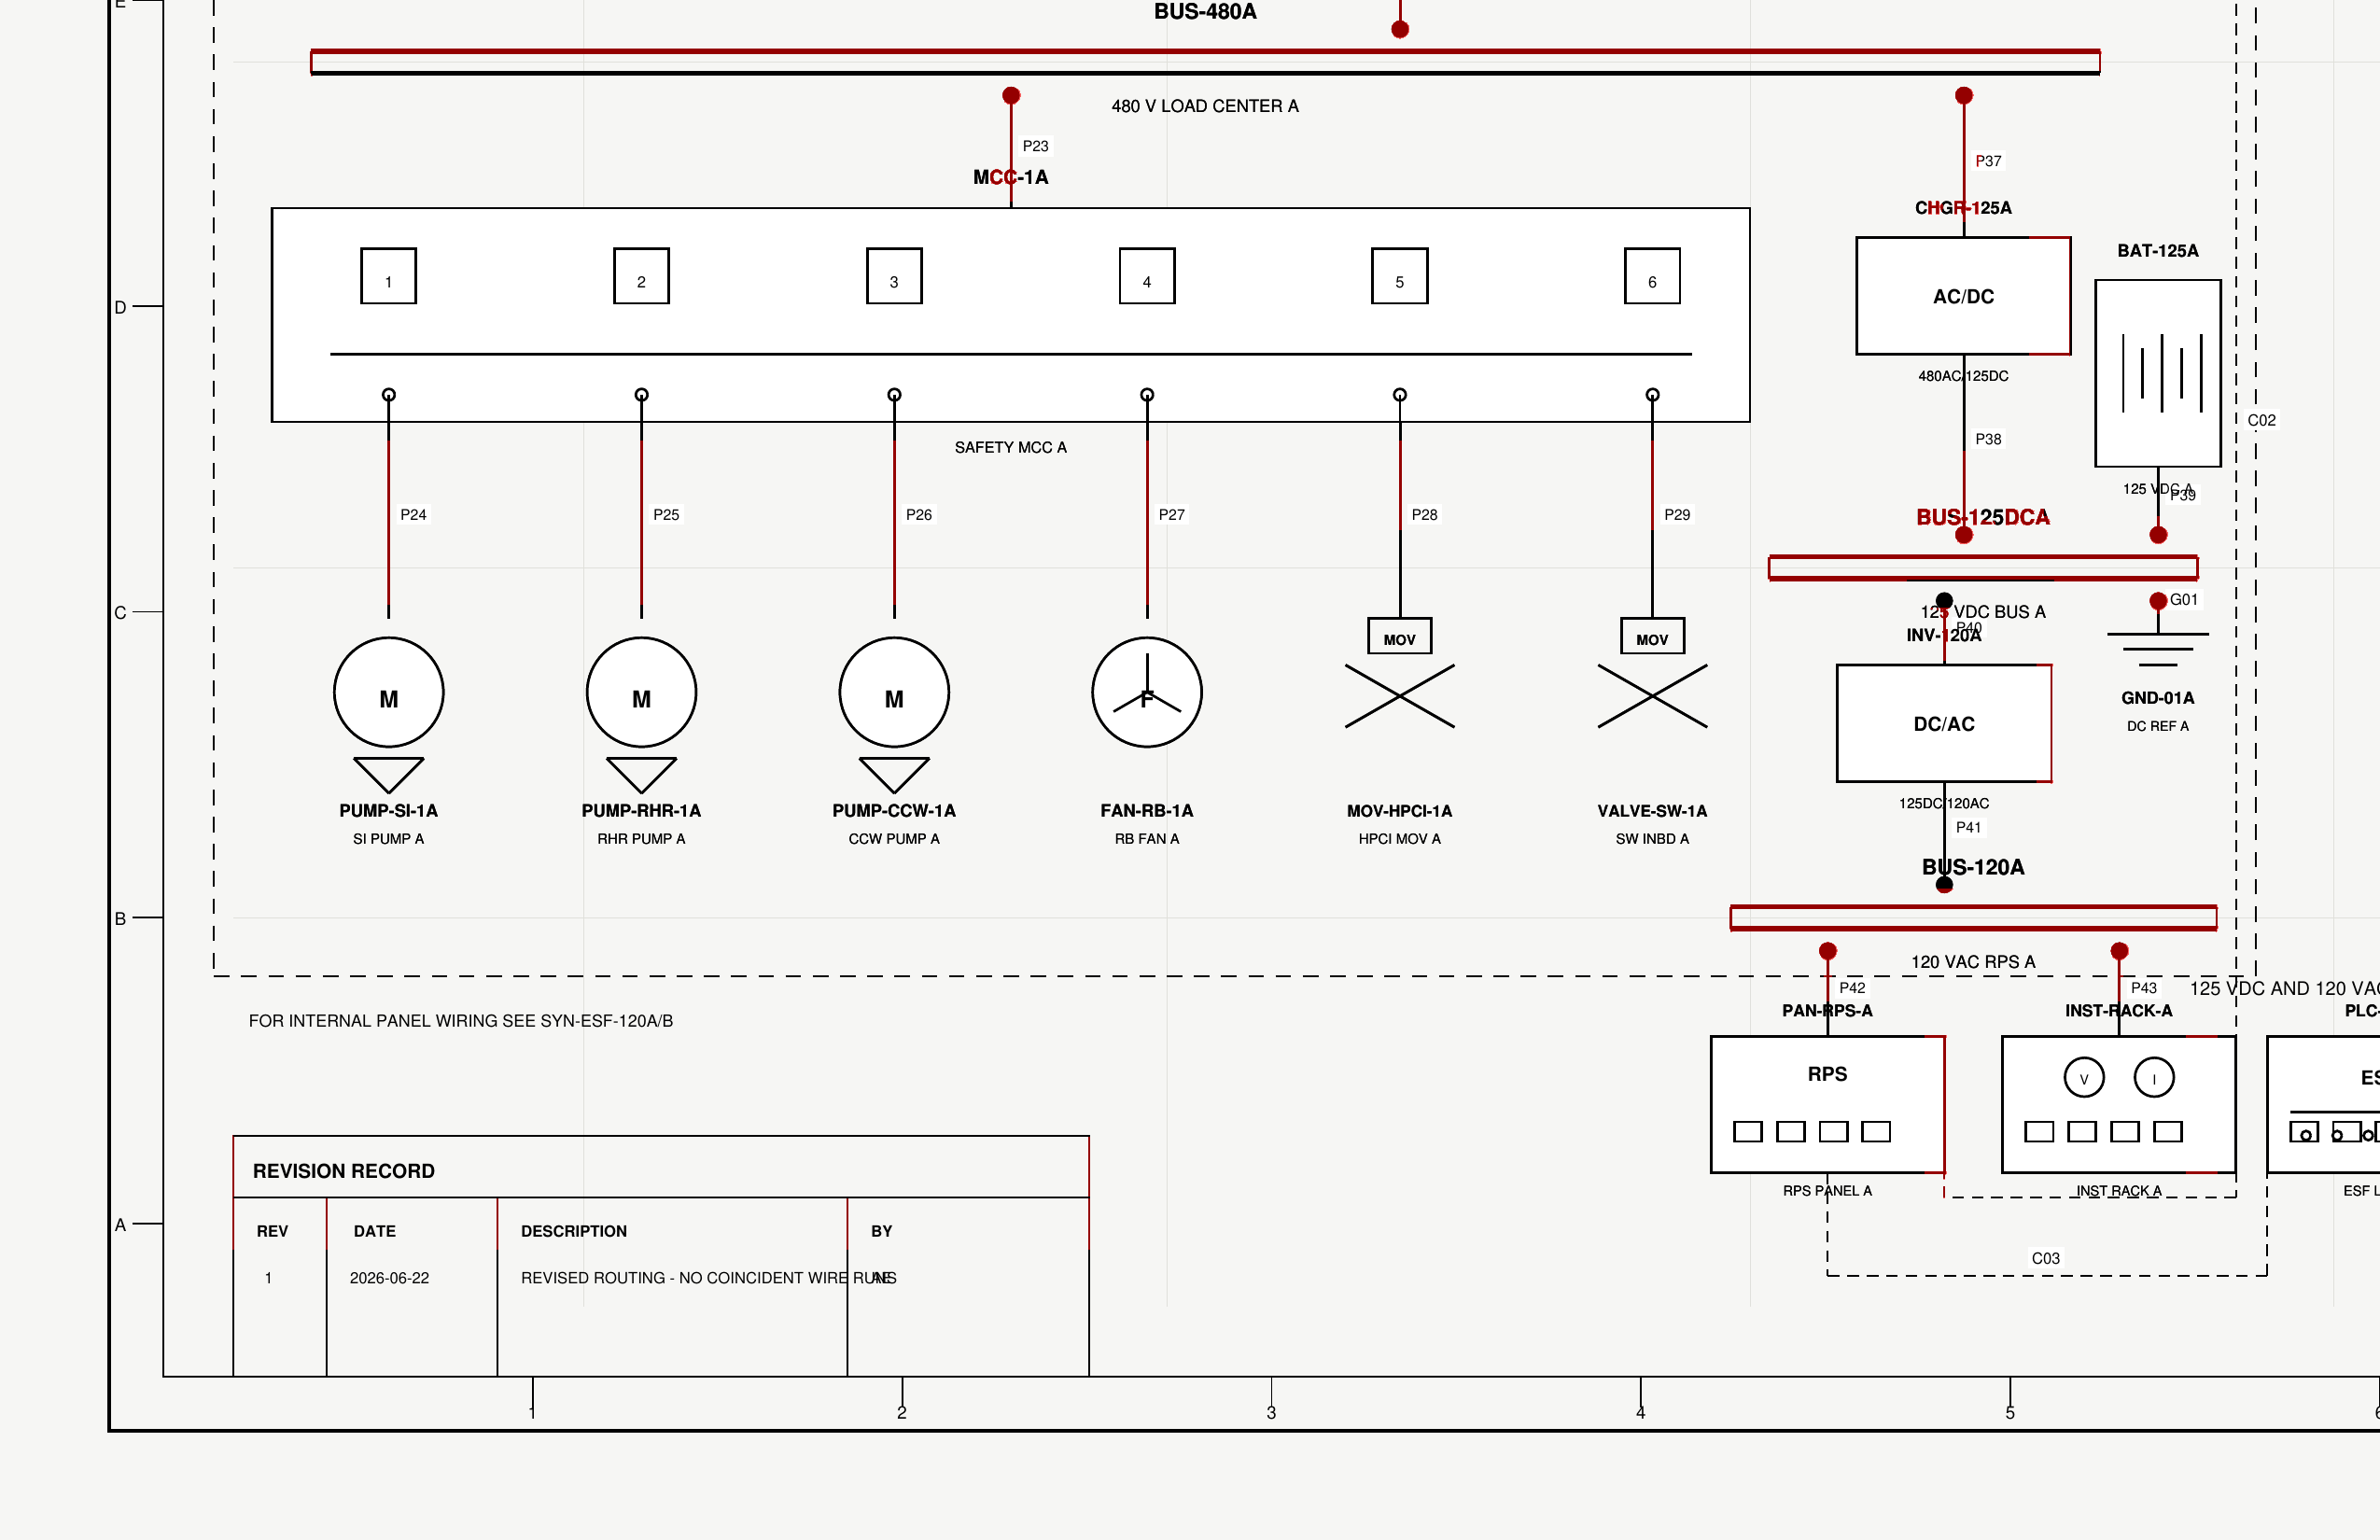 E
BUS-480A
480 V LOAD CENTER A
P23
P37
MCC-1A
CHGR-125A
BAT-125A
1
2
3
4
5
6
AC/DC
D
480AC/125DC
C02
P38
SAFETY MCC A
125 VDC A
P39
P24
P25
P26
P27
P28
P29
BUS-125DCA
G01
C
125 VDC BUS A
P40
INV-120A
MOV
MOV
M
M
M
F
GND-01A
DC/AC
DC REF A
125DC/120AC
PUMP-SI-1A
PUMP-RHR-1A
PUMP-CCW-1A
FAN-RB-1A
MOV-HPCI-1A
VALVE-SW-1A
P41
SI PUMP A
RHR PUMP A
CCW PUMP A
RB FAN A
HPCI MOV A
SW INBD A
BUS-120A
B
120 VAC RPS A
P42
P43
125 VDC AND 120 VAC
PAN-RPS-A
INST-RACK-A
PLC-
FOR INTERNAL PANEL WIRING SEE SYN-ESF-120A/B
RPS
V
I
ES
REVISION RECORD
RPS PANEL A
INST RACK A
ESF L
A
REV
DATE
DESCRIPTION
BY
C03
1
2026-06-22
REVISED ROUTING - NO COINCIDENT WIRE RUNS
1
2
3
4
5
6